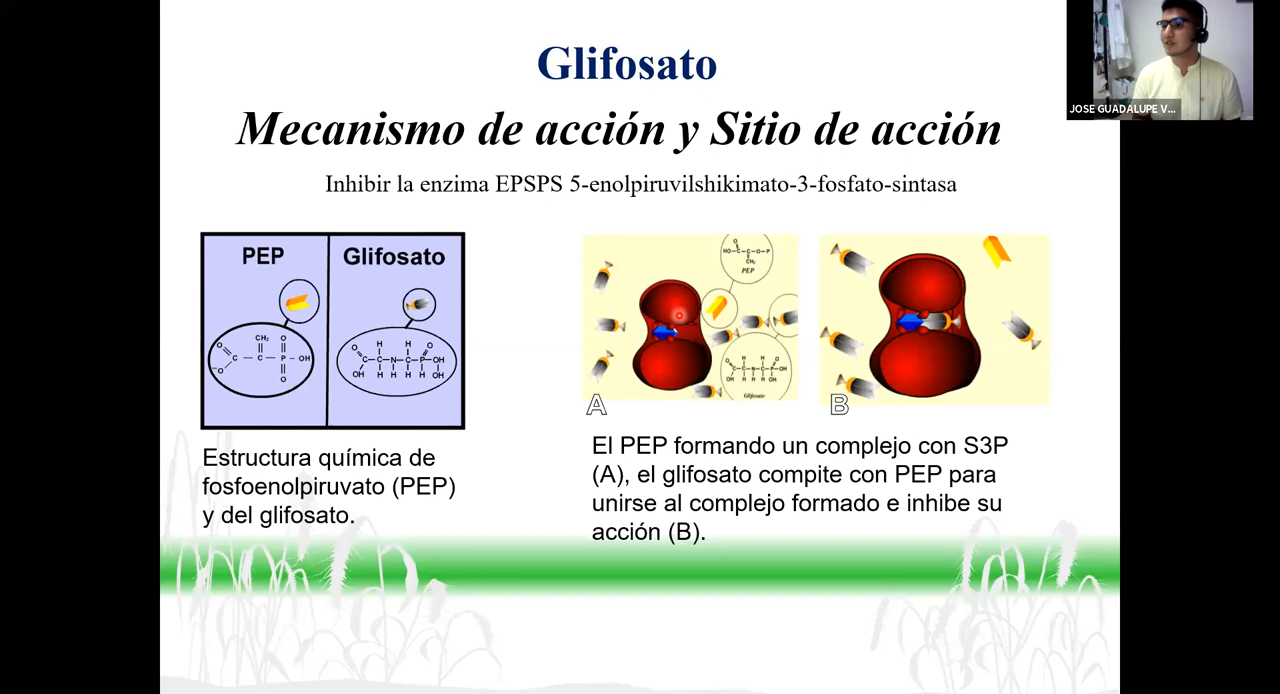 Glifosato
JOSE GUADALUPE V...
Mecanismo de acción y Sitio de acción
Inhibir la enzima EPSPS 5-enolpiruvilshikimato-3-fosfato-sintasa
PEP
Glifosato
PEP
Glifosato
A
B
Estructura química de
fosfoenolpiruvato (PEP)
y del glifosato.
El PEP formando un complejo con S3P
(A), el glifosato compite con PEP para
unirse al complejo formado e inhibe su
acción (B).